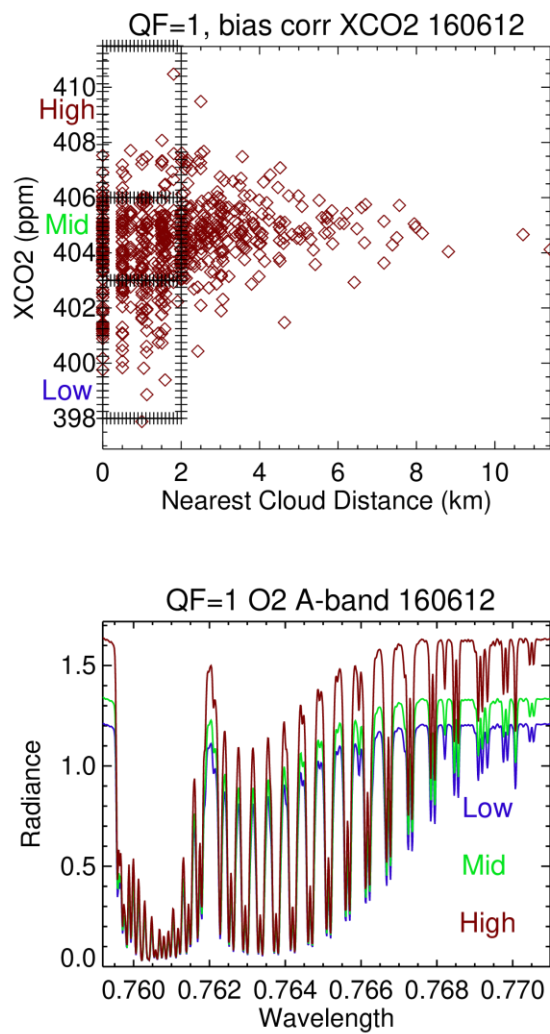 QF=1, bias corr XCO2 160612
XCO2 (ppm)
410
High
408
406
Mid
404
402
400
Low
398
0 2 4 6 8 10
Nearest Cloud Distance (km)
QF=1 O2 A-band 160612
Radiance
1.5
1.0
Low
0.5
Mid
High
0.0
0.760 0.762 0.764 0.766 0.768 0.770
Wavelength